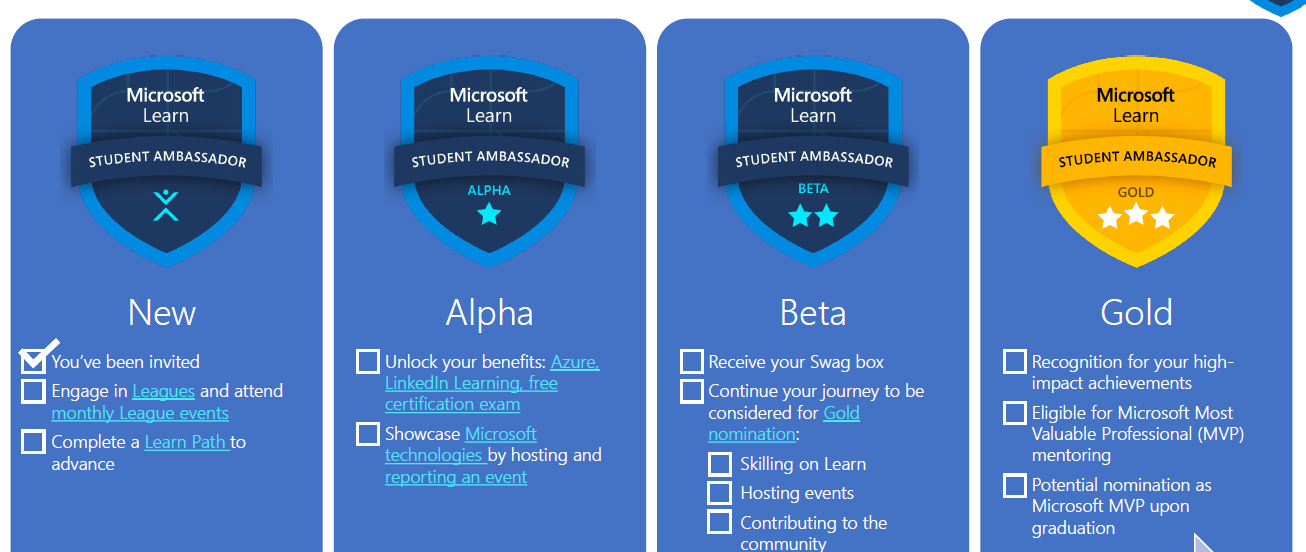 Microsoft
Learn
STUDENT AMBASSADOR
New
You've been invited
Engage in Leagues and attend
monthly League events
Complete a Learn Path to
advance
Microsoft
Learn
STUDENT AMBASSADOR
ALPHA
Alpha
Unlock your benefits: Azure,
LinkedIn Learning, free
certification exam
Showcase Microsoft
technologies by hosting and
reporting an event
Microsoft
Learn
STUDENT AMBASSADOR
BETA
Beta
Receive your Swag box
Continue your journey to be
considered for Gold
nomination:
Skilling on Learn
Hosting events
Contributing to the
community
Microsoft
Learn
STUDENT AMBASSADOR
GOLD
Gold
Recognition for your high-
impact achievements
Eligible for Microsoft Most
Valuable Professional (MVP)
mentoring
Potential nomination as
Microsoft MVP upon
graduation